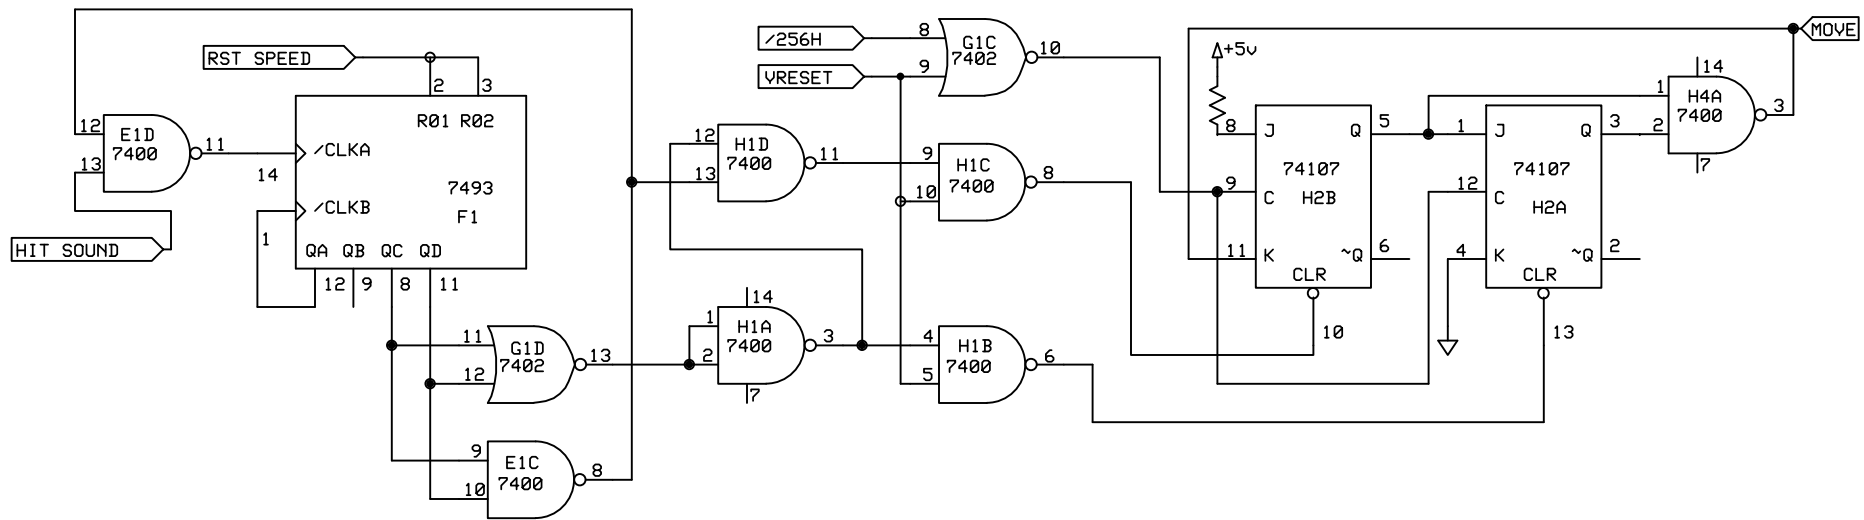 /256H
VRESET
8
9
G1C
7402
10
MOVE
+5v
RST SPEED
2
3
12
13
E1D
7400
11
14
R01 R02
/CLKA
7493
/CLKB
F1
1
QA QB QC QD
12
9
8
11
HIT SOUND
12
13
H1D
7400
11
9
10
H1C
7400
8
8
J
Q
5
74107
9
C
H2B
11
K
~Q
6
CLR
10
1
J
Q
3
74107
12
C
H2A
4
K
~Q
2
CLR
13
14
1
2
H4A
7400
3
7
11
12
G1D
7402
13
14
1
2
H1A
7400
3
7
4
5
H1B
7400
6
9
10
E1C
7400
8